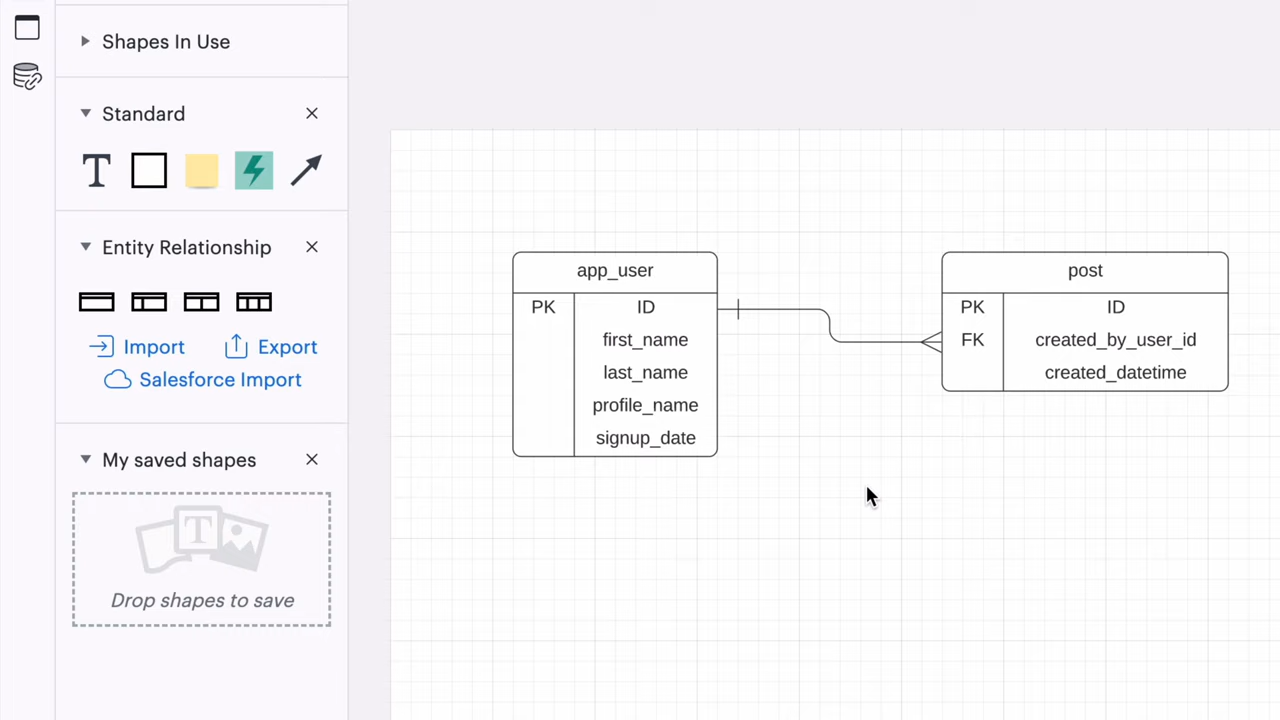 Shapes In Use
Standard
T
Entity Relationship
Import
Export
Salesforce Import
My saved shapes
T
Drop shapes to save
app_user
PK ID
first_name
last_name
profile_name
signup_date
post
PK ID
FK created_by_user_id
created_datetime